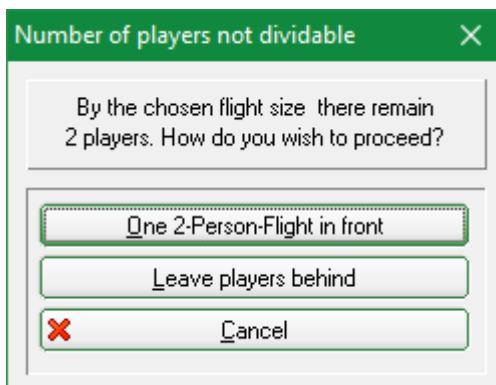 Number of players not dividable
By the chosen flight size  there remain
2 players. How do you wish to proceed?
One 2-Person-Flight in front
Leave players behind
Cancel